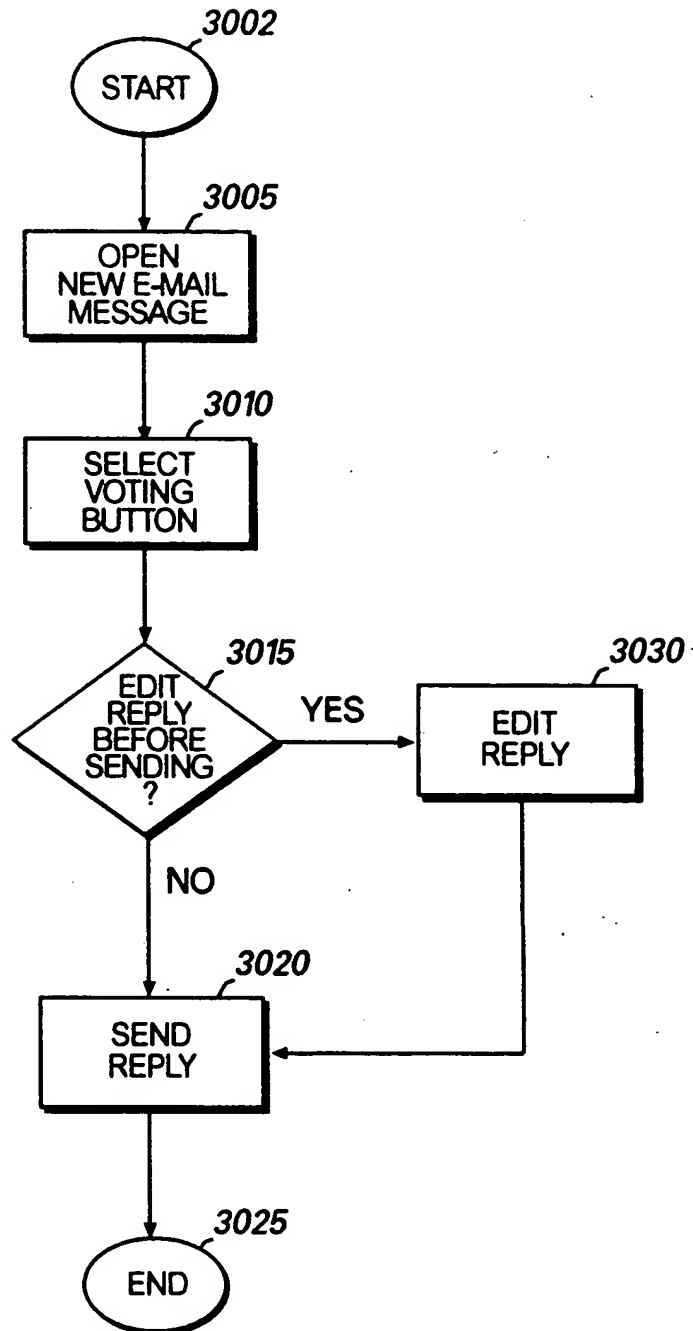 3002
START
3005
OPEN
NEW E-MAIL
MESSAGE
3010
SELECT
VOTING
BUTTON
3015
EDIT
REPLY
BEFORE
SENDING
?
YES
3030
EDIT
REPLY
NO
3020
SEND
REPLY
3025
END